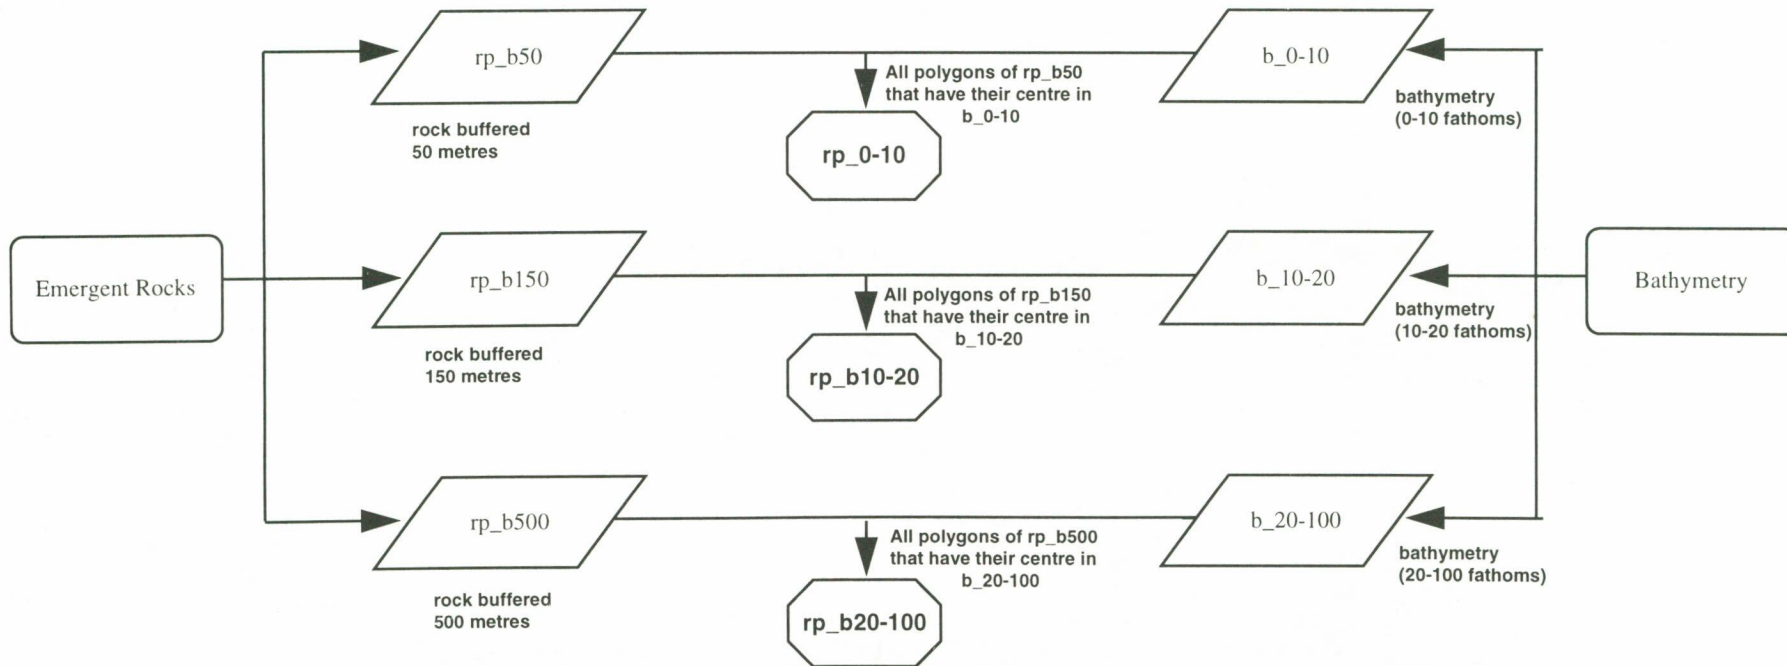 rp_b50
b_0-10
All polygons of rp_b50
that have their centre in
b_0-10
rp_0-10
rock buffered
50 metres
bathymetry
(0-10 fathoms)
Emergent Rocks
rp_b150
b_10-20
Bathymetry
All polygons of rp_b150
that have their centre in
b_10-20
rp_b10-20
rock buffered
150 metres
bathymetry
(10-20 fathoms)
rp_b500
b_20-100
All polygons of rp_b500
that have their centre in
b_20-100
rp_b20-100
rock buffered
500 metres
bathymetry
(20-100 fathoms)